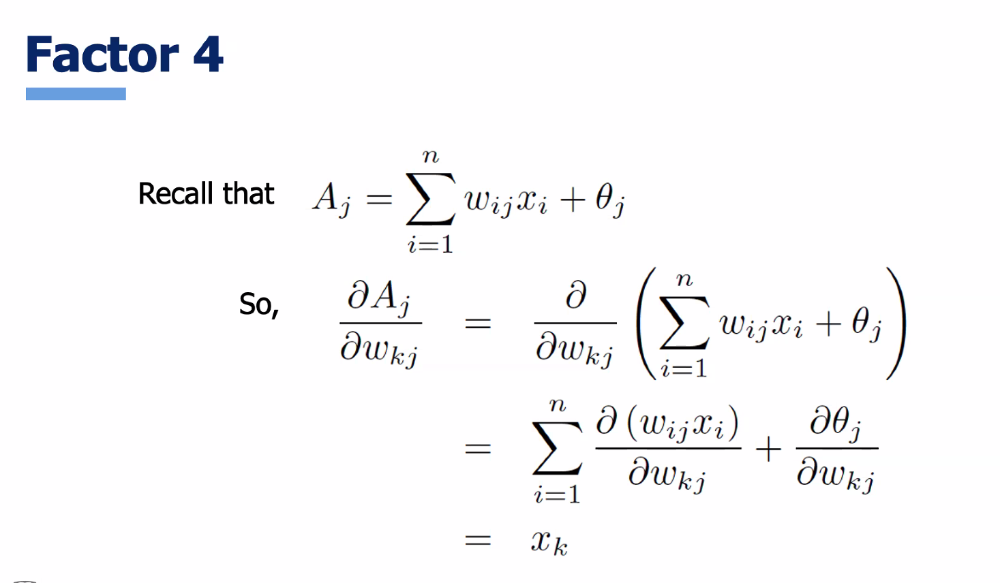 Factor 4
Recall that $A_j = \sum_{i=1}^{n} w_{ij} x_i + \theta_j$
So, $\frac{\partial A_j}{\partial w_{kj}} = \frac{\partial}{\partial w_{kj}} \left( \sum_{i=1}^{n} w_{ij} x_i + \theta_j \right)$
$= \sum_{i=1}^{n} \frac{\partial (w_{ij} x_i)}{\partial w_{kj}} + \frac{\partial \theta_j}{\partial w_{kj}}$
$= x_k$